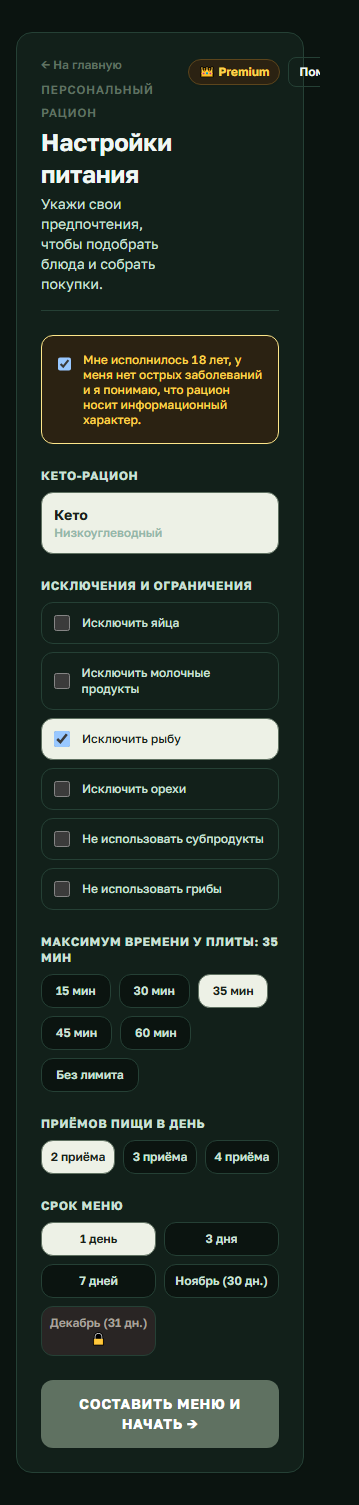 ← На главную
Premium
ПЕРСОНАЛЬНЫЙ
РАЦИОН
Настройки
питания
Укажи свои
предпочтения,
чтобы подобрать
блюда и собрать
покупки.
Мне исполнилось 18 лет, у
меня нет острых заболеваний
и я понимаю, что рацион
носит информационный
характер.
КЕТО-РАЦИОН
Кето
Низкоуглеводный
ИСКЛЮЧЕНИЯ И ОГРАНИЧЕНИЯ
Исключить яйца
Исключить молочные
продукты
Исключить рыбу
Исключить орехи
Не использовать субпродукты
Не использовать грибы
МАКСИМУМ ВРЕМЕНИ У ПЛИТЫ: 35
МИН
15 мин 30 мин 35 мин
45 мин 60 мин
Без лимита
ПРИЁМОВ ПИЩИ В ДЕНЬ
2 приёма 3 приёма 4 приёма
СРОК МЕНЮ
1 день 3 дня
7 дней Ноябрь (30 дн.)
Декабрь (31 дн.)
СОСТАВИТЬ МЕНЮ И
НАЧАТЬ →